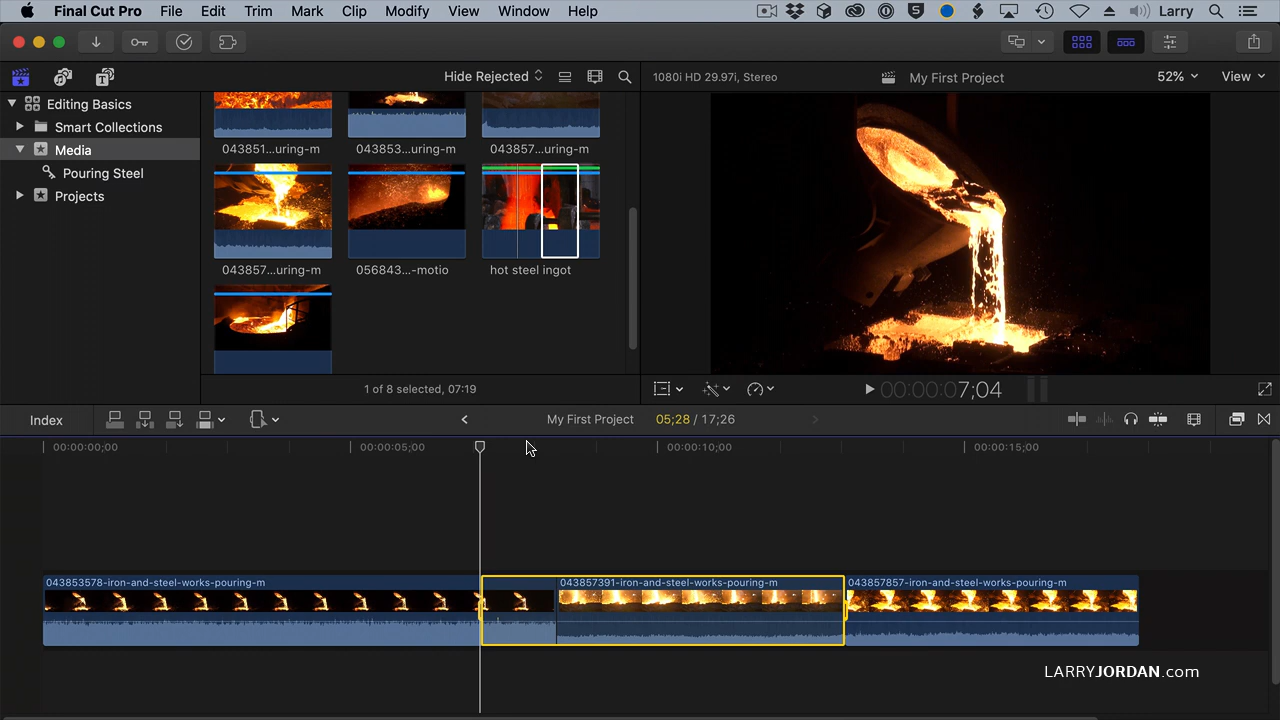 Final Cut Pro File Edit Trim Mark Clip Modify View Window Help Larry
Hide Rejected
1080i HD 29.97i, Stereo
My First Project
52%
View
Editing Basics
Smart Collections
Media
Pouring Steel
Projects
043851...uring-m
043853...uring-m
043857...uring-m
043857...uring-m
056843...-motio
hot steel ingot
1 of 8 selected, 07:19
00:00:07;04
Index
My First Project
05;28 / 17;26
00:00:00;00
00:00:05;00
00:00:10;00
00:00:15;00
043853578-iron-and-steel-works-pouring-m
043857391-iron-and-steel-works-pouring-m
043857857-iron-and-steel-works-pouring-m
LARRYJORDAN.com